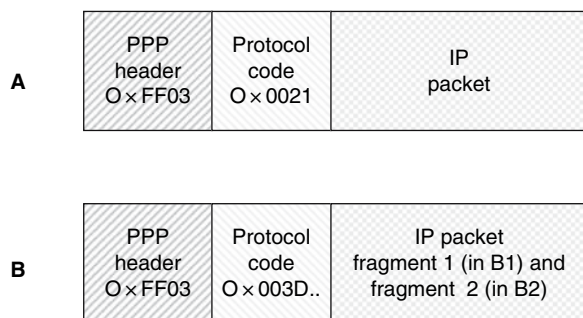 A
PPP
header
O×FF03
Protocol
code
O×0021
IP
packet
B
PPP
header
O×FF03
Protocol
code
O×003D..
IP packet
fragment 1 (in B1) and
fragment 2 (in B2)